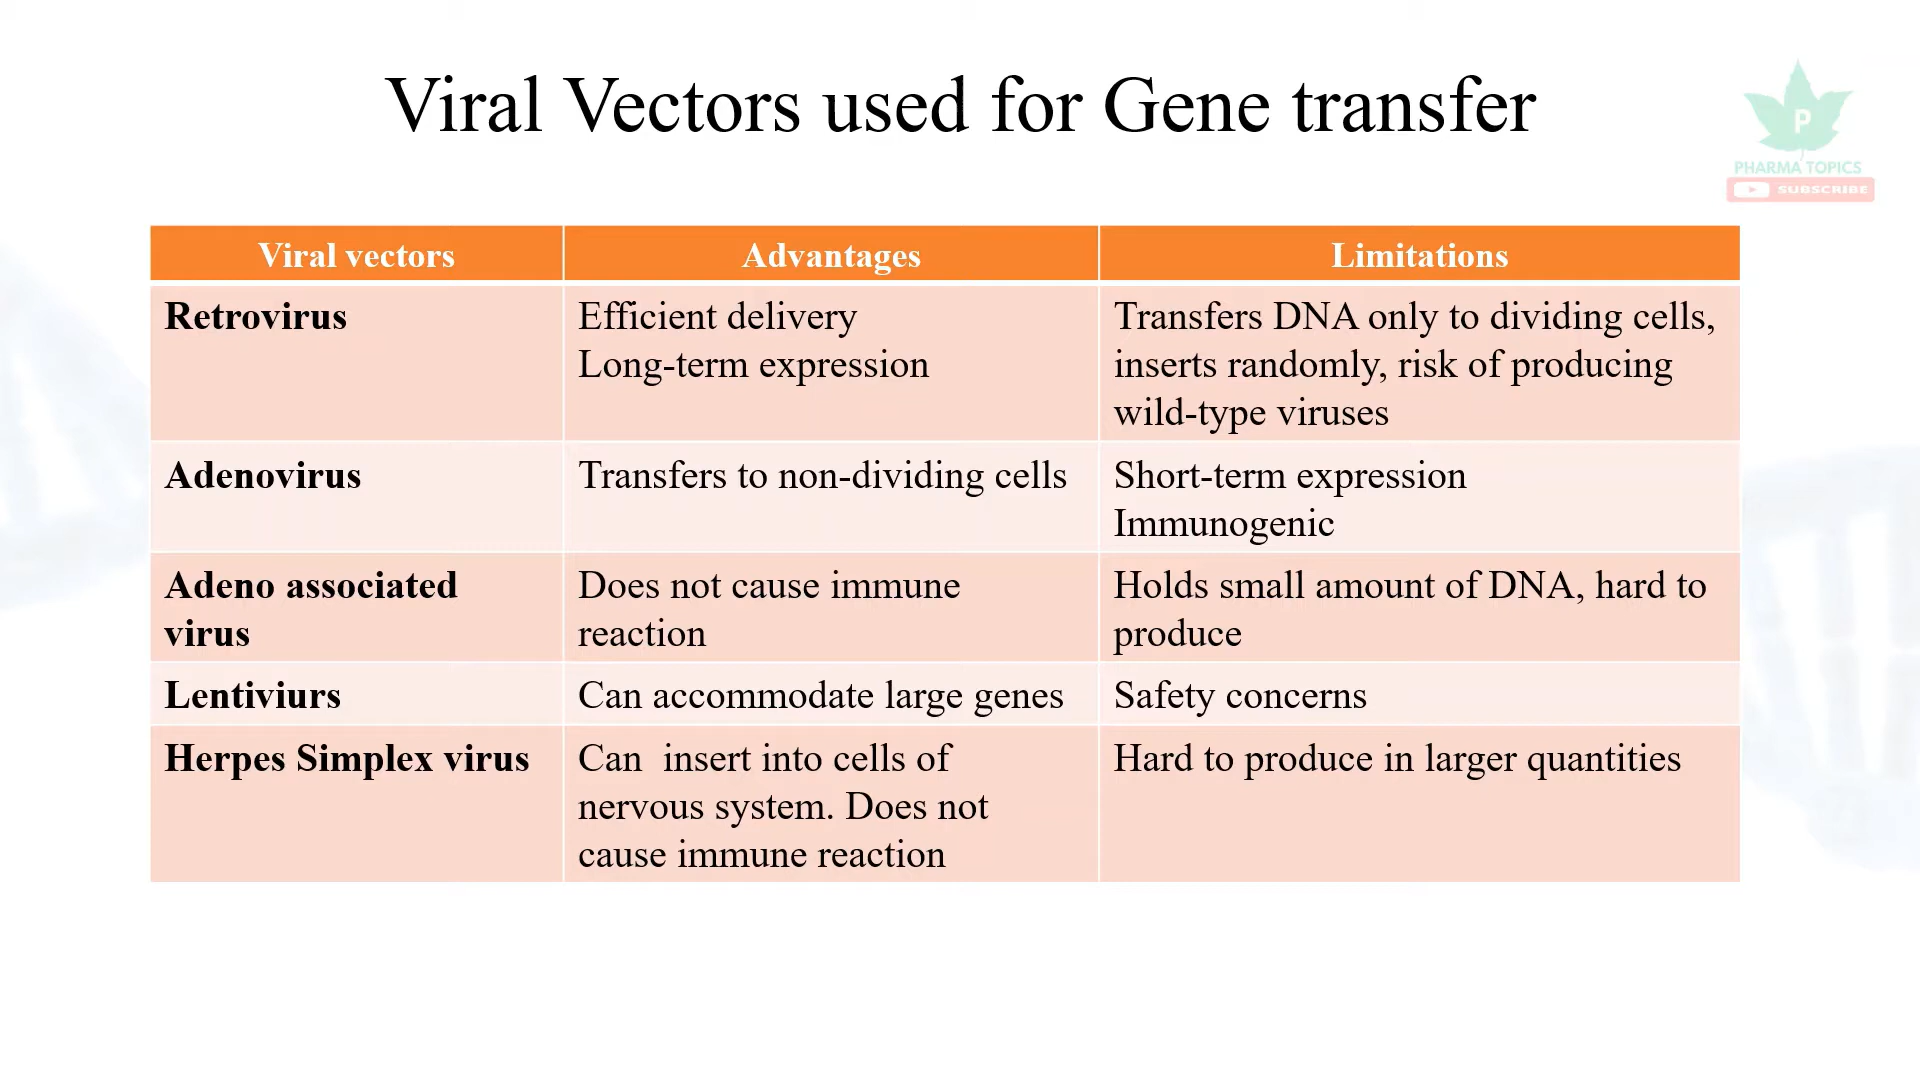 Viral Vectors used for Gene transfer
P
PHARMA TOPICS
SUBSCRIBE
Viral vectors
Advantages
Limitations
Retrovirus
Efficient delivery
Long-term expression
Transfers DNA only to dividing cells,
inserts randomly, risk of producing
wild-type viruses
Adenovirus
Transfers to non-dividing cells
Short-term expression
Immunogenic
Adeno associated
virus
Does not cause immune
reaction
Holds small amount of DNA, hard to
produce
Lentiviurs
Can accommodate large genes
Safety concerns
Herpes Simplex virus
Can  insert into cells of
nervous system. Does not
cause immune reaction
Hard to produce in larger quantities